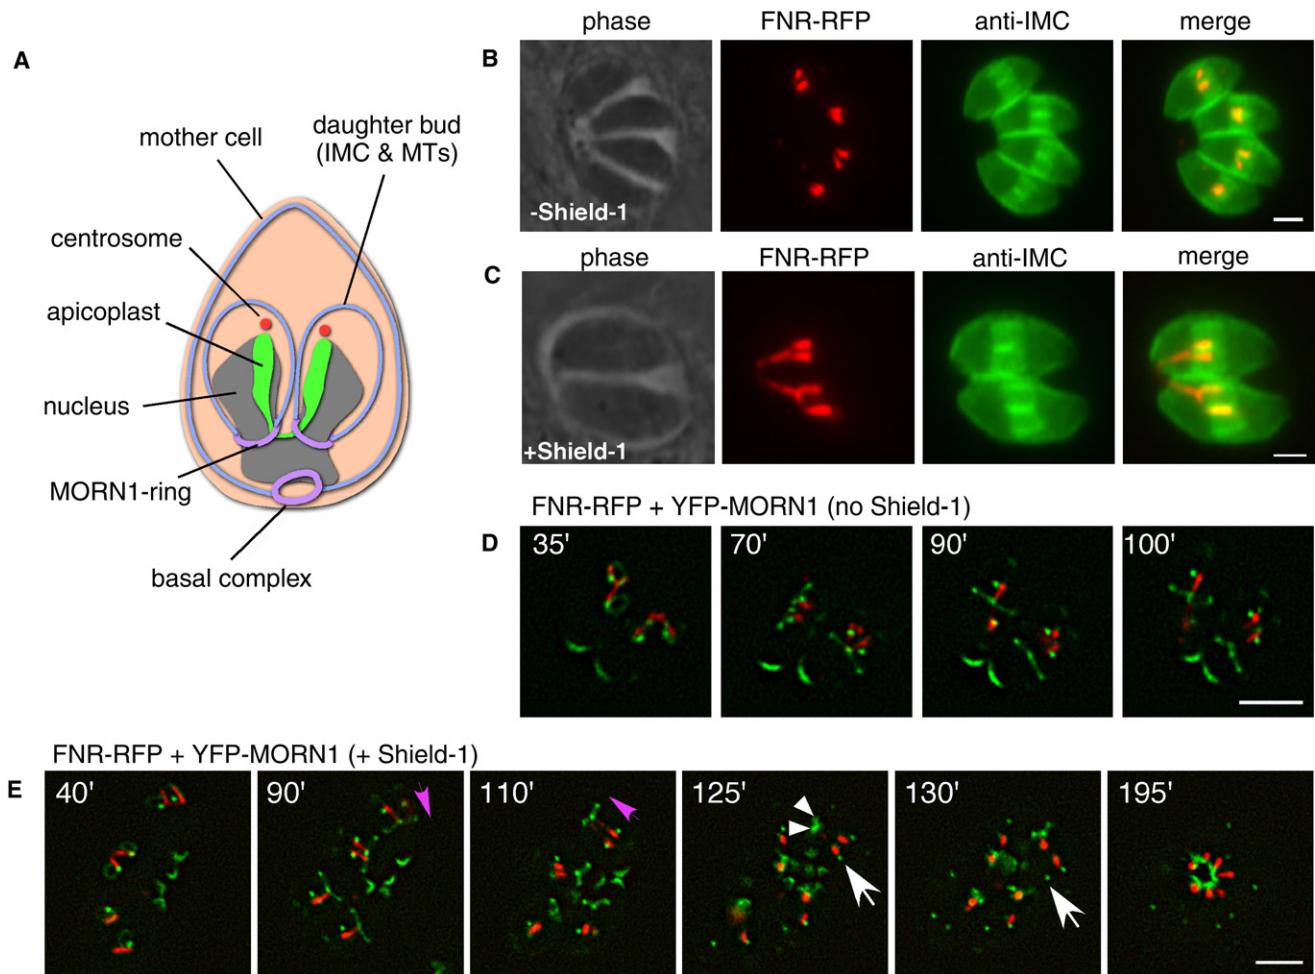 A
mother cell
daughter bud
(IMC & MTs)
centrosome
apicoplast
nucleus
MORN1-ring
basal complex
B
phase
FNR-RFP
anti-IMC
merge
-Shield-1
C
phase
FNR-RFP
anti-IMC
merge
+Shield-1
FNR-RFP + YFP-MORN1 (no Shield-1)
D
35'
70'
90'
100'
FNR-RFP + YFP-MORN1 (+ Shield-1)
E
40'
90'
110'
125'
130'
195'